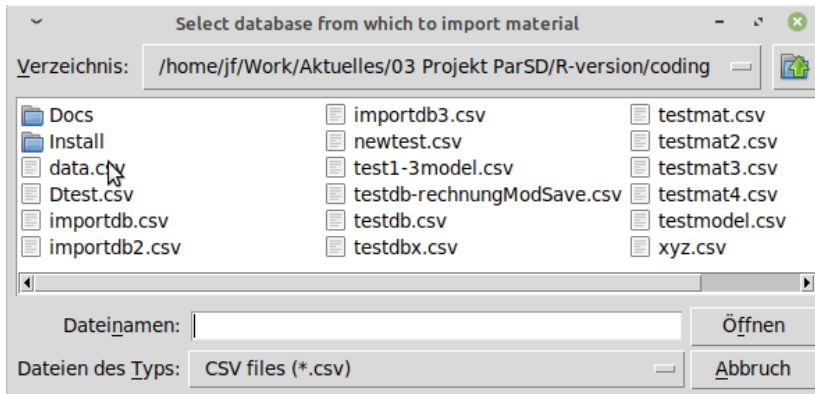 Select database from which to import material
Verzeichnis: /home/jf/Work/Aktuelles/03 Projekt ParSD/R-version/coding
Docs
Install
data.csv
Dtest.csv
importdb.csv
importdb2.csv
importdb3.csv
newtest.csv
test1-3model.csv
testdb-rechnungModSave.csv
testdb.csv
testdbx.csv
testmat.csv
testmat2.csv
testmat3.csv
testmat4.csv
testmodel.csv
xyz.csv
Dateinamen:
Öffnen
Dateien des Typs: CSV files (*.csv)
Abbruch